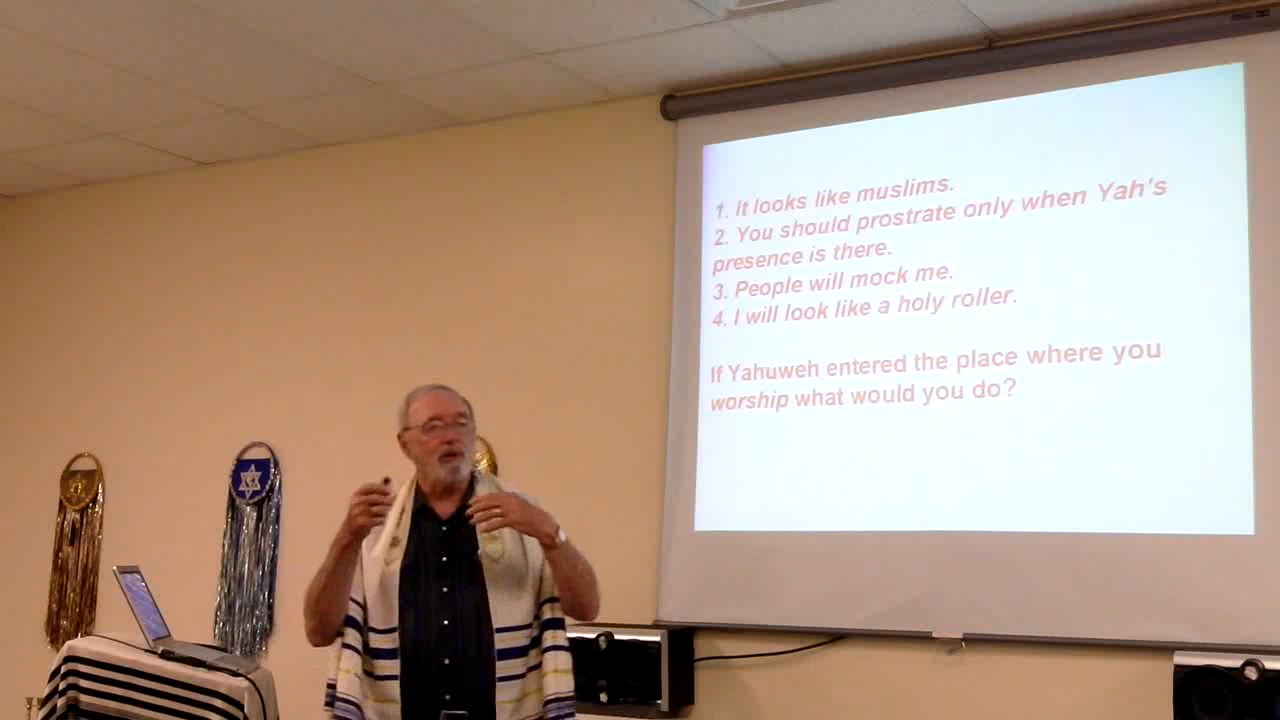 1. It looks like muslims.
2. You should prostrate only when Yah's
presence is there.
3. People will mock me.
4. I will look like a holy roller.
If Yahuweh entered the place where you
worship what would you do?